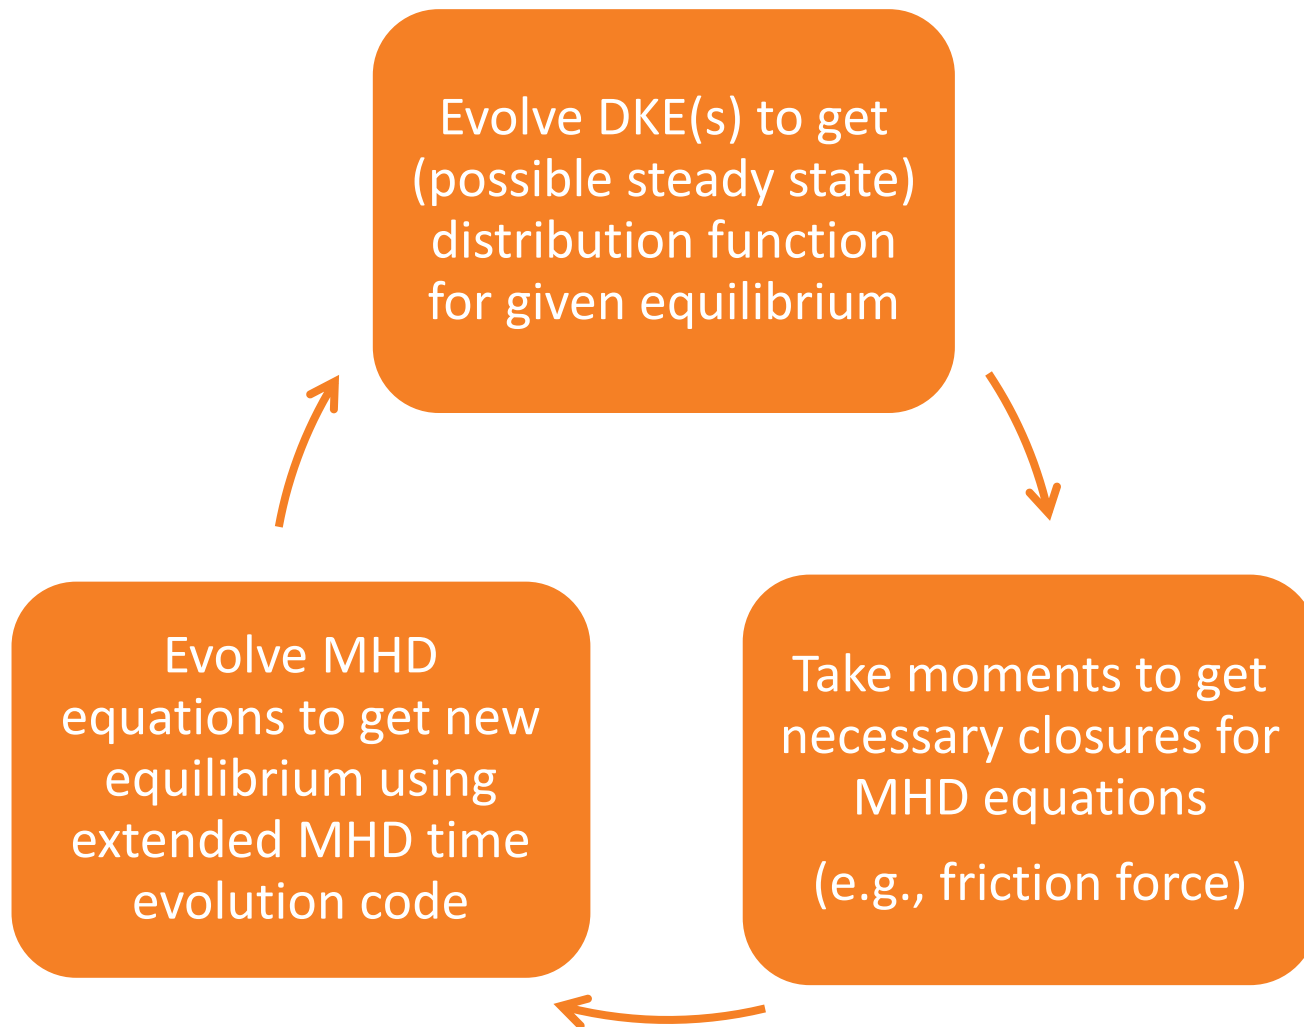 Evolve DKE(s) to get
(possible steady state)
distribution function
for given equilibrium
Take moments to get
necessary closures for
MHD equations
(e.g., friction force)
Evolve MHD
equations to get new
equilibrium using
extended MHD time
evolution code